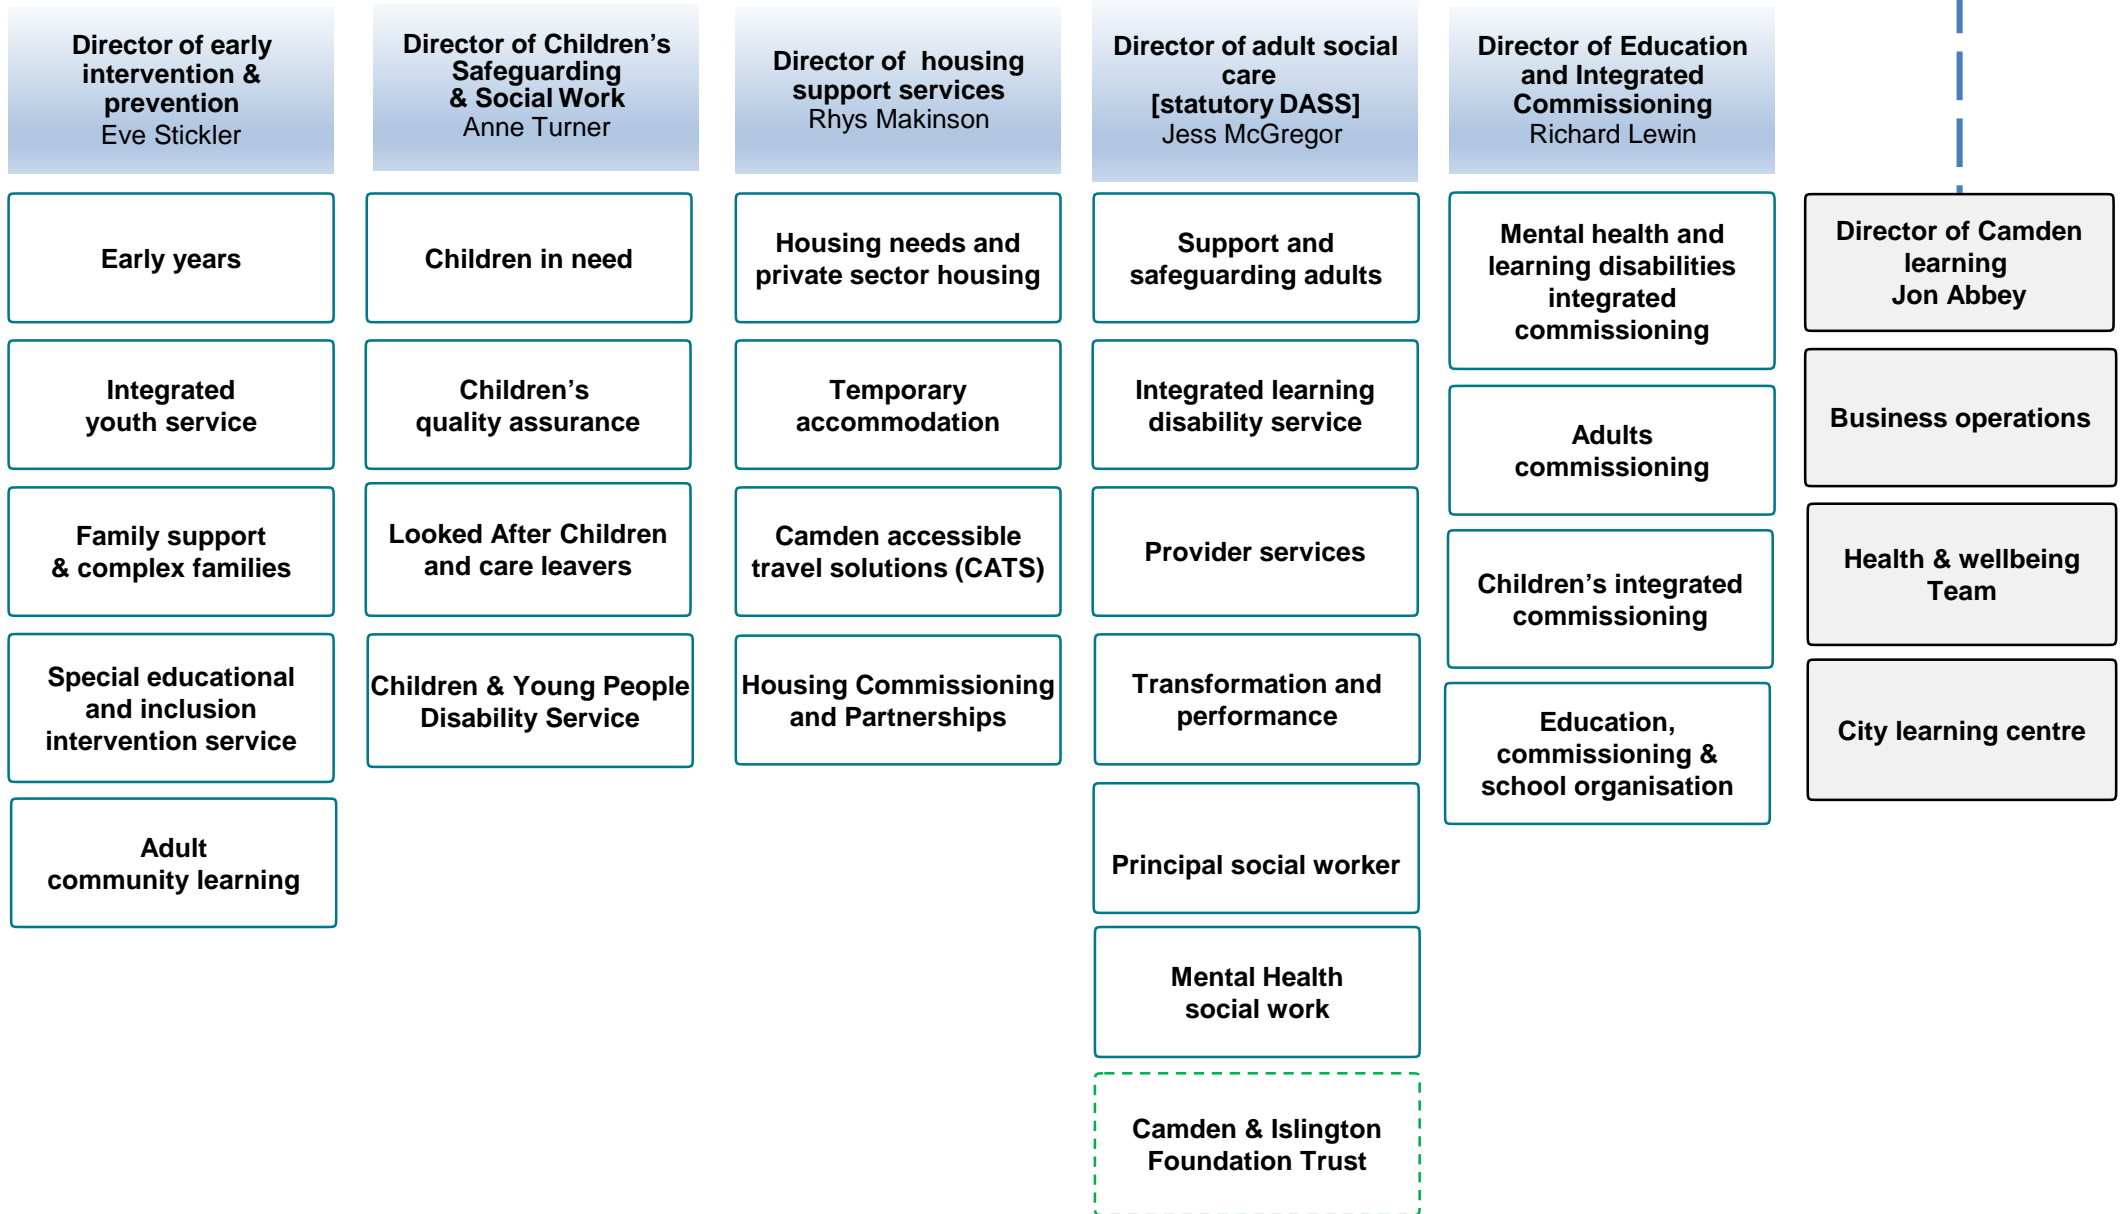 Director of early
intervention &
prevention
Eve Stickler
Early years
Integrated
youth service
Family support
& complex families
Special educational
and inclusion
intervention service
Adult
community learning
Director of Children’s
Safeguarding
& Social Work
Anne Turner
Children in need
Children’s
quality assurance
Looked After Children
and care leavers
Children & Young People
Disability Service
Director of housing
support services
Rhys Makinson
Housing needs and
private sector housing
Temporary
accommodation
Camden accessible
travel solutions (CATS)
Housing Commissioning
and Partnerships
Director of adult social
care
[statutory DASS]
Jess McGregor
Support and
safeguarding adults
Integrated learning
disability service
Provider services
Transformation and
performance
Principal social worker
Mental Health
social work
Camden & Islington
Foundation Trust
Director of Education
and Integrated
Commissioning
Richard Lewin
Mental health and
learning disabilities
integrated
commissioning
Adults
commissioning
Children’s integrated
commissioning
Education,
commissioning &
school organisation
Director of Camden
learning
Jon Abbey
Business operations
Health & wellbeing
Team
City learning centre